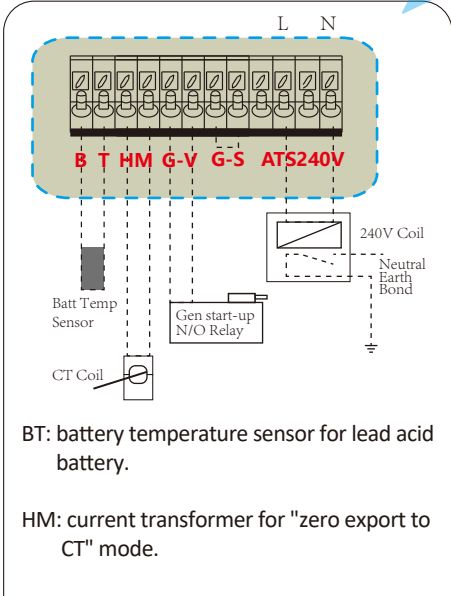 L N
B T HM G-V G-S ATS240V
240V Coil
Neutral
Earth
Bond
Batt Temp
Sensor
Gen start-up
N/O Relay
CT Coil
BT: battery temperature sensor for lead acid
battery.
HM: current transformer for "zero export to
CT" mode.